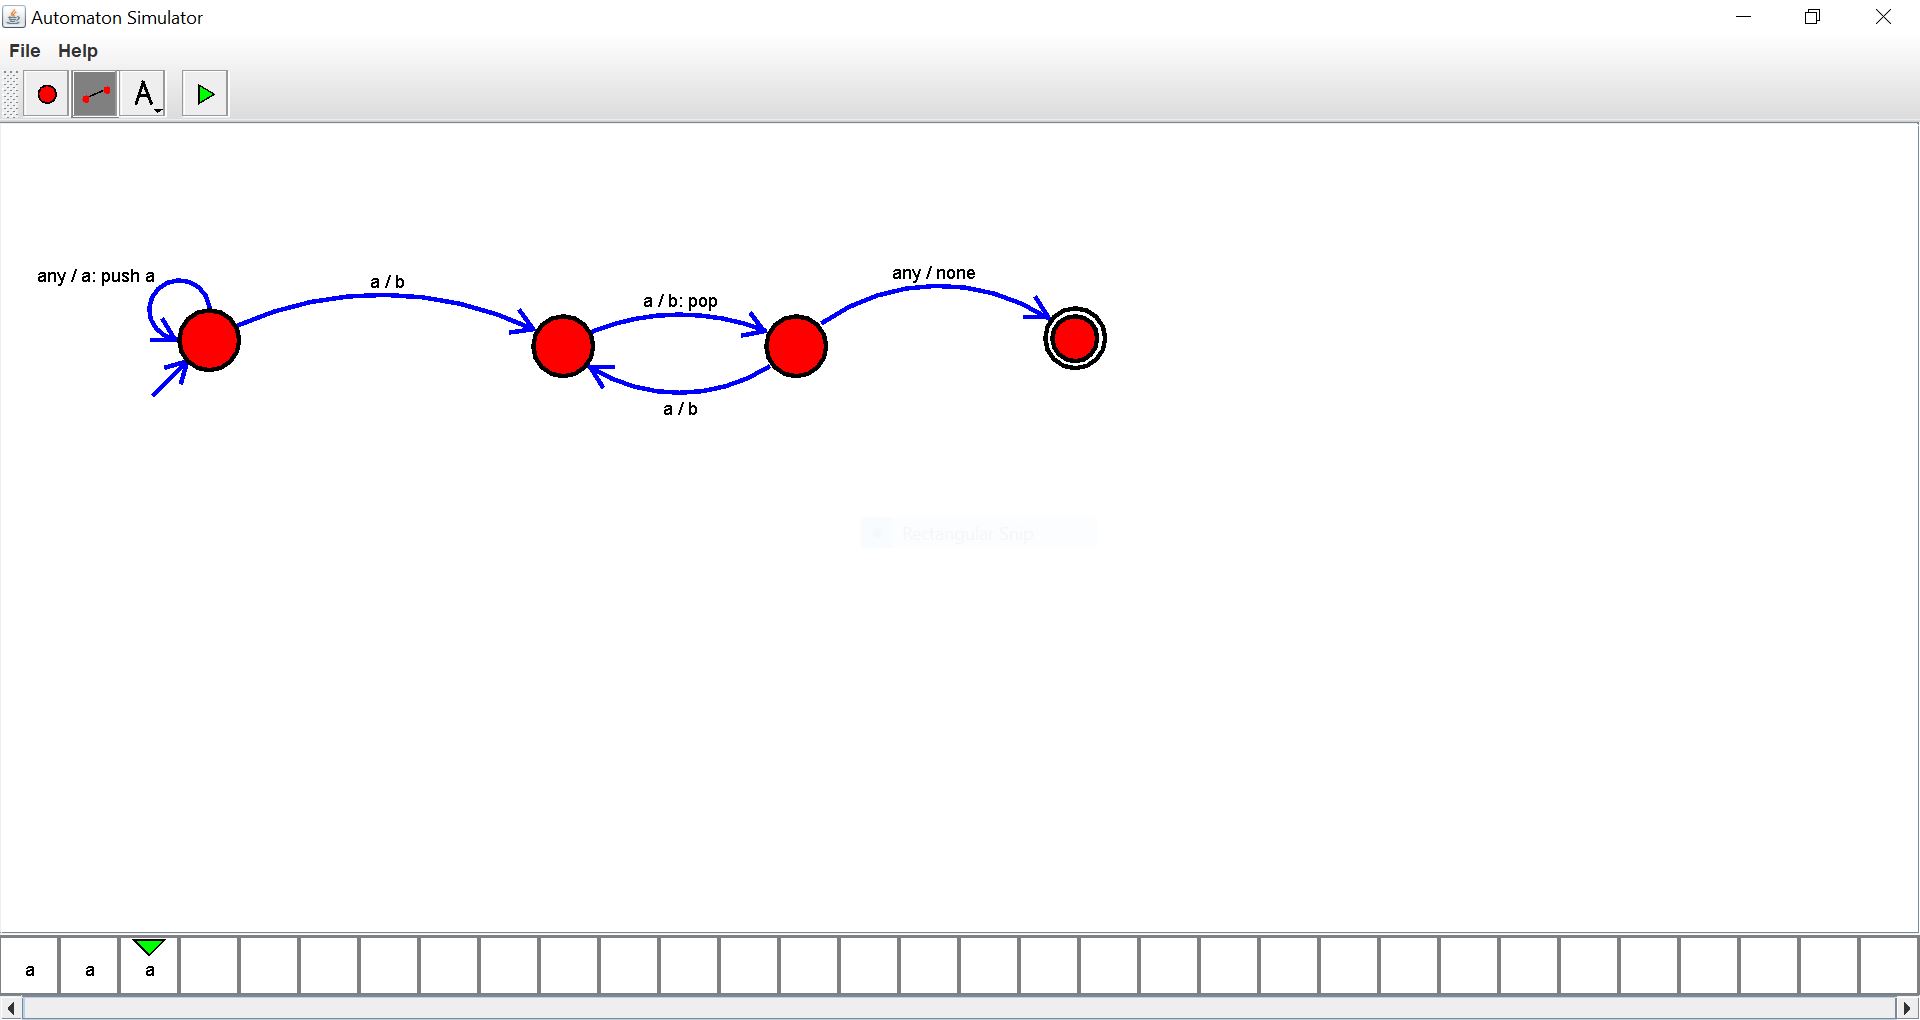 Automaton Simulator
File Help
A
any / a: push a
a / b
a / b: pop
any / none
a / b
Rectangular Snip
a a a